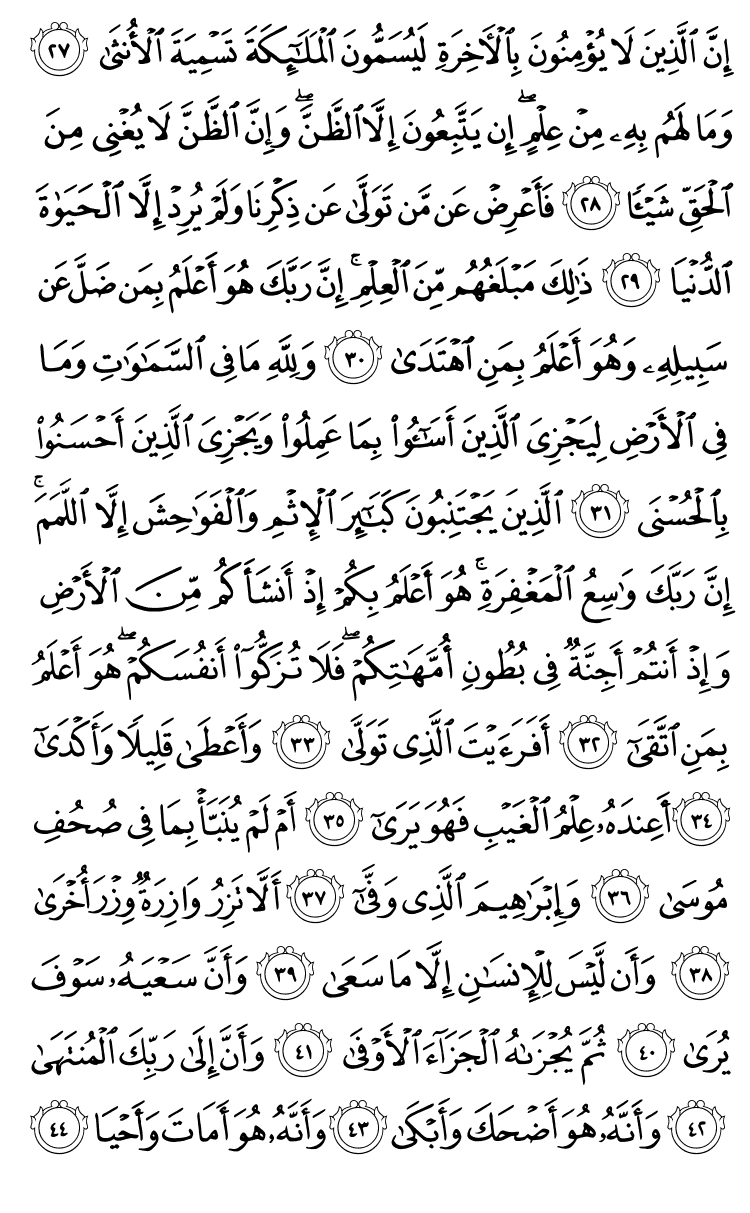 إِنَّ ٱلَّذِينَ لَا يُؤۡمِنُونَ بِٱلۡأٓخِرَةِ لَيُسَمُّونَ ٱلۡمَلَٰٓئِكَةَ تَسۡمِيَةَ ٱلۡأُنثَىٰ ٢٧
وَمَا لَهُم بِهِۦ مِنۡ عِلۡمٍۖ إِن يَتَّبِعُونَ إِلَّا ٱلظَّنَّۖ وَإِنَّ ٱلظَّنَّ لَا يُغۡنِي مِنَ
ٱلۡحَقِّ شَيۡـٔٗا ٢٨ فَأَعۡرِضۡ عَن مَّن تَوَلَّىٰ عَن ذِكۡرِنَا وَلَمۡ يُرِدۡ إِلَّا ٱلۡحَيَوٰةَ
ٱلدُّنۡيَا ٢٩ ذَٰلِكَ مَبۡلَغُهُم مِّنَ ٱلۡعِلۡمِۚ إِنَّ رَبَّكَ هُوَ أَعۡلَمُ بِمَن ضَلَّ عَن
سَبِيلِهِۦ وَهُوَ أَعۡلَمُ بِمَنِ ٱهۡتَدَىٰ ٣٠ وَلِلَّهِ مَا فِي ٱلسَّمَٰوَٰتِ وَمَا
فِي ٱلۡأَرۡضِ لِيَجۡزِيَ ٱلَّذِينَ أَسَٰٓـُٔواْ بِمَا عَمِلُواْ وَيَجۡزِيَ ٱلَّذِينَ أَحۡسَنُواْ
بِٱلۡحُسۡنَى ٣١ ٱلَّذِينَ يَجۡتَنِبُونَ كَبَٰٓئِرَ ٱلۡإِثۡمِ وَٱلۡفَوَٰحِشَ إِلَّا ٱللَّمَمَۚ
إِنَّ رَبَّكَ وَٰسِعُ ٱلۡمَغۡفِرَةِۚ هُوَ أَعۡلَمُ بِكُمۡ إِذۡ أَنشَأَكُم مِّنَ ٱلۡأَرۡضِ
وَإِذۡ أَنتُمۡ أَجِنَّةٞ فِي بُطُونِ أُمَّهَٰتِكُمۡۖ فَلَا تُزَكُّوٓاْ أَنفُسَكُمۡۖ هُوَ أَعۡلَمُ
بِمَنِ ٱتَّقَىٰٓ ٣٢ أَفَرَءَيۡتَ ٱلَّذِي تَوَلَّىٰ ٣٣ وَأَعۡطَىٰ قَلِيلٗا وَأَكۡدَىٰٓ
٣٤ أَعِندَهُۥ عِلۡمُ ٱلۡغَيۡبِ فَهُوَ يَرَىٰٓ ٣٥ أَمۡ لَمۡ يُنَبَّأۡ بِمَا فِي صُحُفِ
مُوسَىٰ ٣٦ وَإِبۡرَٰهِيمَ ٱلَّذِي وَفَّىٰٓ ٣٧ أَلَّا تَزِرُ وَازِرَةٞ وِزۡرَ أُخۡرَىٰ
٣٨ وَأَن لَّيۡسَ لِلۡإِنسَٰنِ إِلَّا مَا سَعَىٰ ٣٩ وَأَنَّ سَعۡيَهُۥ سَوۡفَ
يُرَىٰ ٤٠ ثُمَّ يُجۡزَىٰهُ ٱلۡجَزَآءَ ٱلۡأَوۡفَىٰ ٤١ وَأَنَّ إِلَىٰ رَبِّكَ ٱلۡمُنتَهَىٰ
٤٢ وَأَنَّهُۥ هُوَ أَضۡحَكَ وَأَبۡكَىٰ ٤٣ وَأَنَّهُۥ هُوَ أَمَاتَ وَأَحۡيَا ٤٤